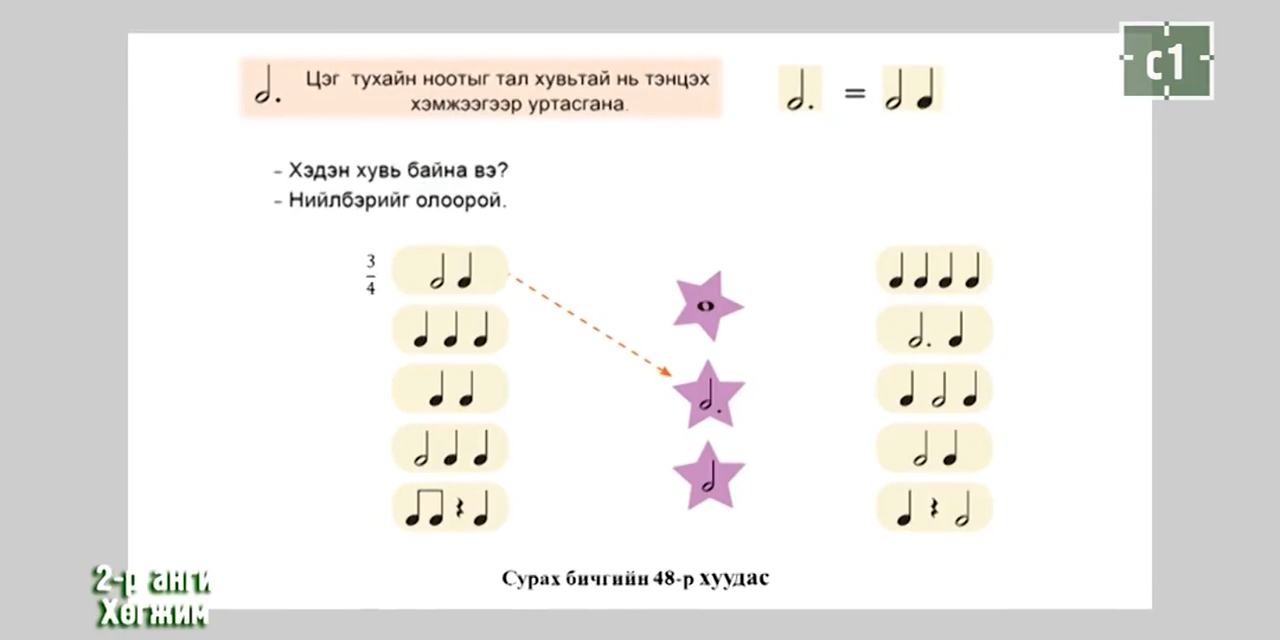 с1
Цэг тухайн ноотыг тал хувьтай нь тэнцэх
хэмжээгээр уртасгана.
=
– Хэдэн хувь байна вэ?
– Нийлбэрийг олоорой.
3
4
Сурах бичгийн 48-р хуудас
2-р анги
Хөгжим